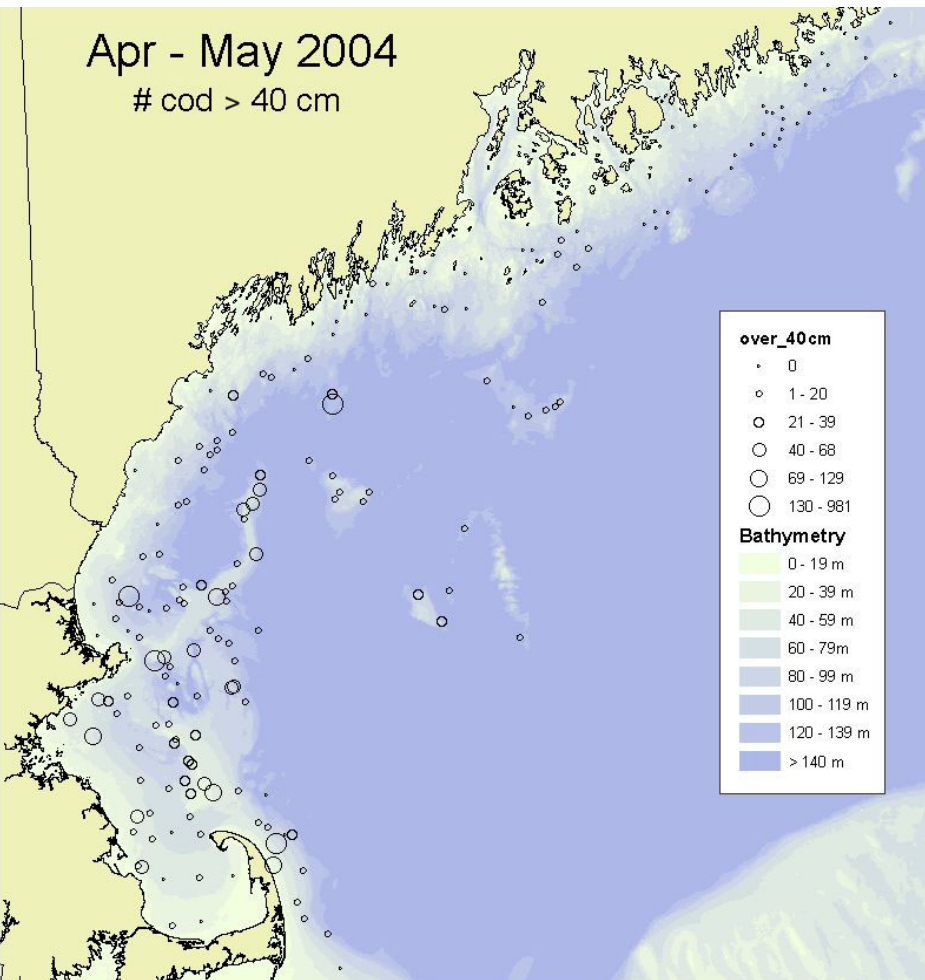 Apr - May 2004
# cod > 40 cm
over_40cm
0
1 - 20
21 - 39
40 - 68
69 - 129
130 - 981
Bathymetry
0 - 19 m
20 - 39 m
40 - 59 m
60 - 79m
80 - 99 m
100 - 119 m
120 - 139 m
> 140 m